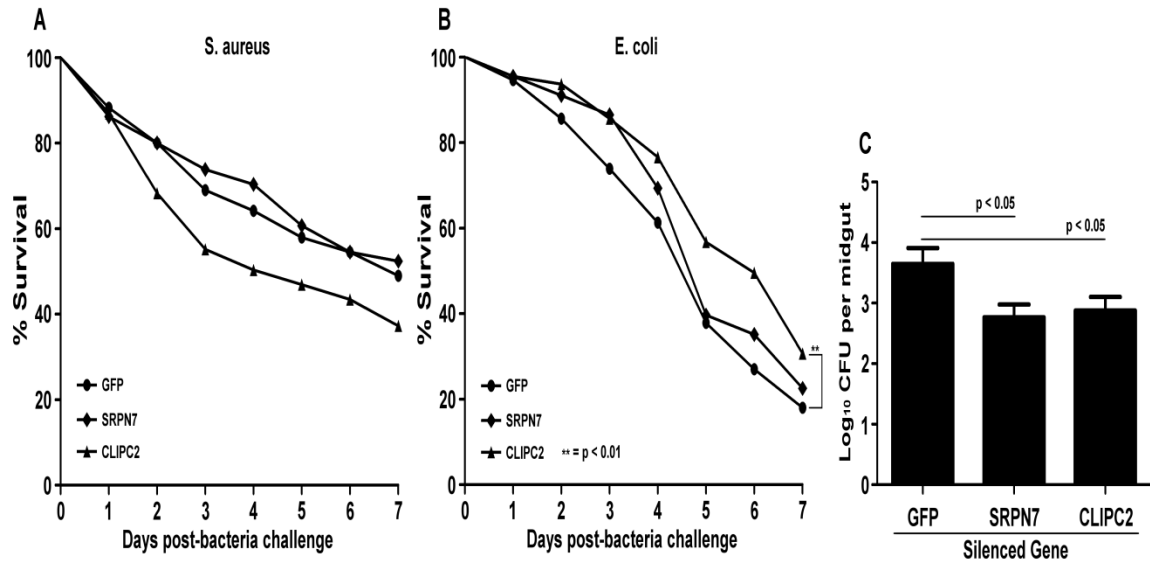 A
S. aureus
% Survival
100
80
60
40
20
0
0 1 2 3 4 5 6 7
Days post-bacteria challenge
GFP
SRPN7
CLIPC2
B
E. coli
% Survival
100
80
60
40
20
0
0 1 2 3 4 5 6 7
Days post-bacteria challenge
GFP
SRPN7
CLIPC2 ** = p < 0.01
**
C
Log₁₀ CFU per midgut
5
4
3
2
1
0
p < 0.05
p < 0.05
GFP SRPN7 CLIPC2
Silenced Gene